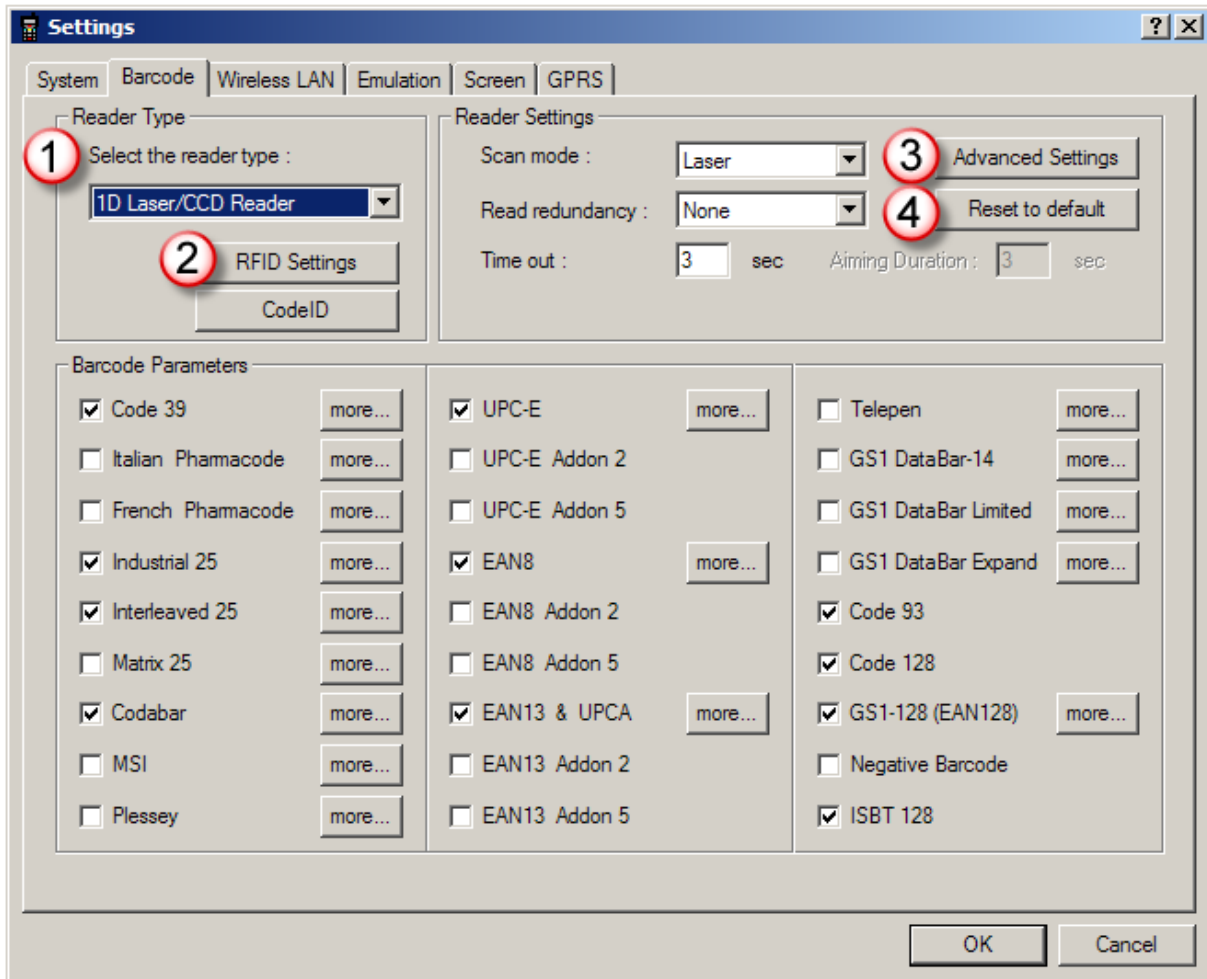 Settings
System Barcode Wireless LAN Emulation Screen GPRS
Reader Type
1 Select the reader type :
1D Laser/CCD Reader
2 RFID Settings
CodeID
Reader Settings
Scan mode : Laser 3 Advanced Settings
Read redundancy : None 4 Reset to default
Time out : 3 sec Aiming Duration : 3 sec
Barcode Parameters
Code 39 more...
Italian Pharmacode more...
French Pharmacode more...
Industrial 25 more...
Interleaved 25 more...
Matrix 25 more...
Codabar more...
MSI more...
Plessey more...
UPC-E more...
UPC-E Addon 2
UPC-E Addon 5
EAN8 more...
EAN8 Addon 2
EAN8 Addon 5
EAN13 & UPCA more...
EAN13 Addon 2
EAN13 Addon 5
Telepen more...
GS1 DataBar-14 more...
GS1 DataBar Limited more...
GS1 DataBar Expand more...
Code 93
Code 128
GS1-128 (EAN128) more...
Negative Barcode
ISBT 128
OK Cancel